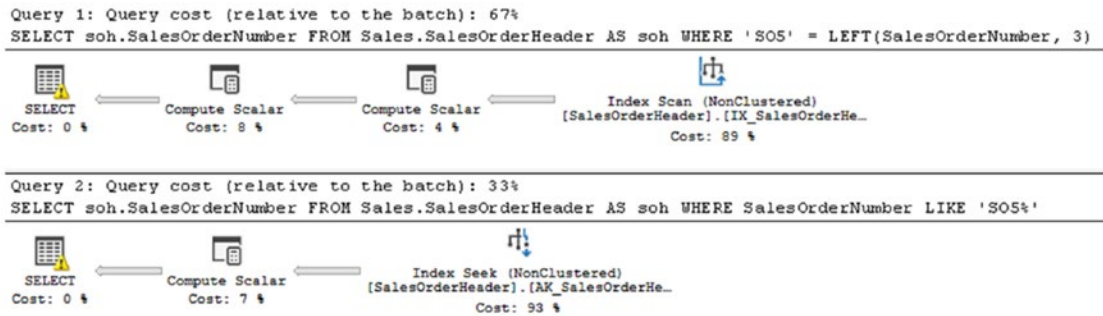 Query 1: Query cost (relative to the batch): 67%
SELECT soh.SalesOrderNumber FROM Sales.SalesOrderHeader AS soh WHERE 'SO5' = LEFT(SalesOrderNumber, 3)
SELECT
Cost: 0 %
Compute Scalar
Cost: 8 %
Compute Scalar
Cost: 4 %
Index Scan (NonClustered)
[SalesOrderHeader].[IX_SalesOrderHe…
Cost: 89 %
Query 2: Query cost (relative to the batch): 33%
SELECT soh.SalesOrderNumber FROM Sales.SalesOrderHeader AS soh WHERE SalesOrderNumber LIKE 'SO5%'
SELECT
Cost: 0 %
Compute Scalar
Cost: 7 %
Index Seek (NonClustered)
[SalesOrderHeader].[AK_SalesOrderHe…
Cost: 93 %